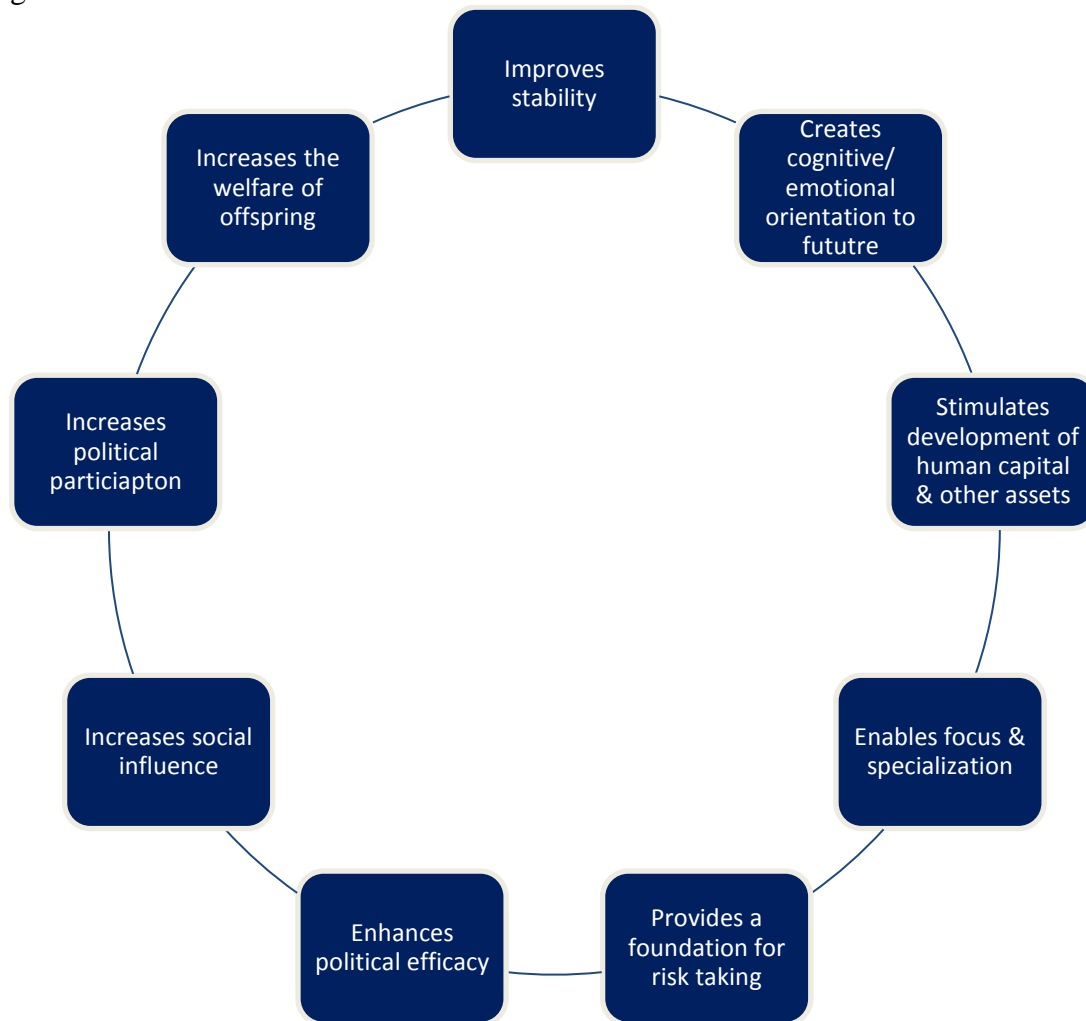 Improves
stability
Creates
cognitive/
emotional
orientation to
fututre
Stimulates
development of
human capital
& other assets
Enables focus &
specialization
Provides a
foundation for
risk taking
Enhances
political efficacy
Increases social
influence
Increases
political
particiapton
Increases the
welfare of
offspring